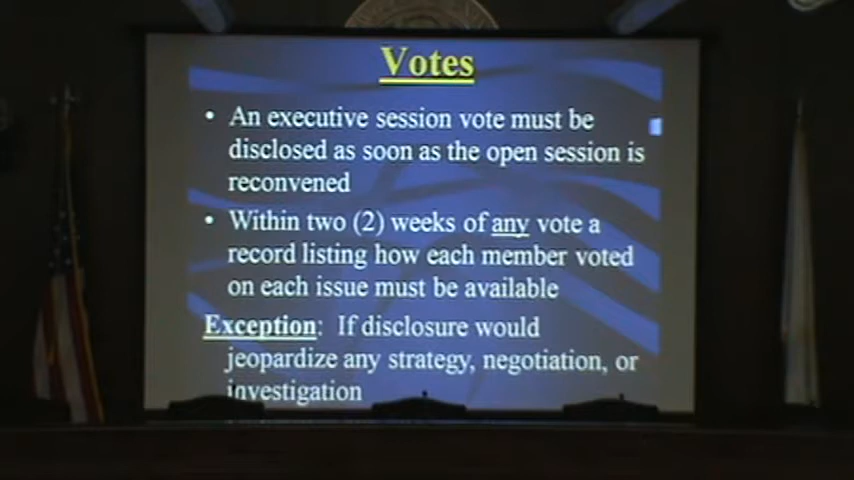 Votes
• An executive session vote must be
disclosed as soon as the open session is
reconvened
• Within two (2) weeks of any vote a
record listing how each member voted
on each issue must be available
Exception: If disclosure would
jeopardize any strategy, negotiation, or
investigation